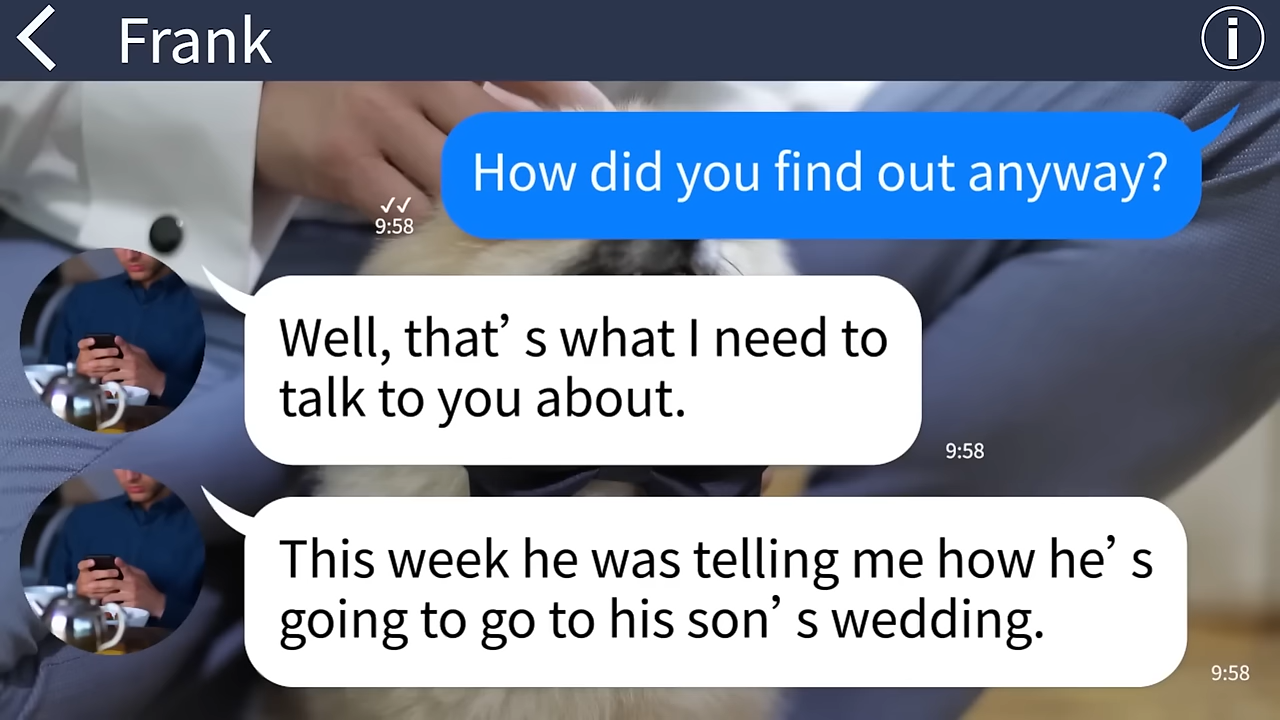 Frank
How did you find out anyway?
9:58
Well, that’s what I need to
talk to you about.
9:58
This week he was telling me how he’s
going to go to his son’s wedding.
9:58